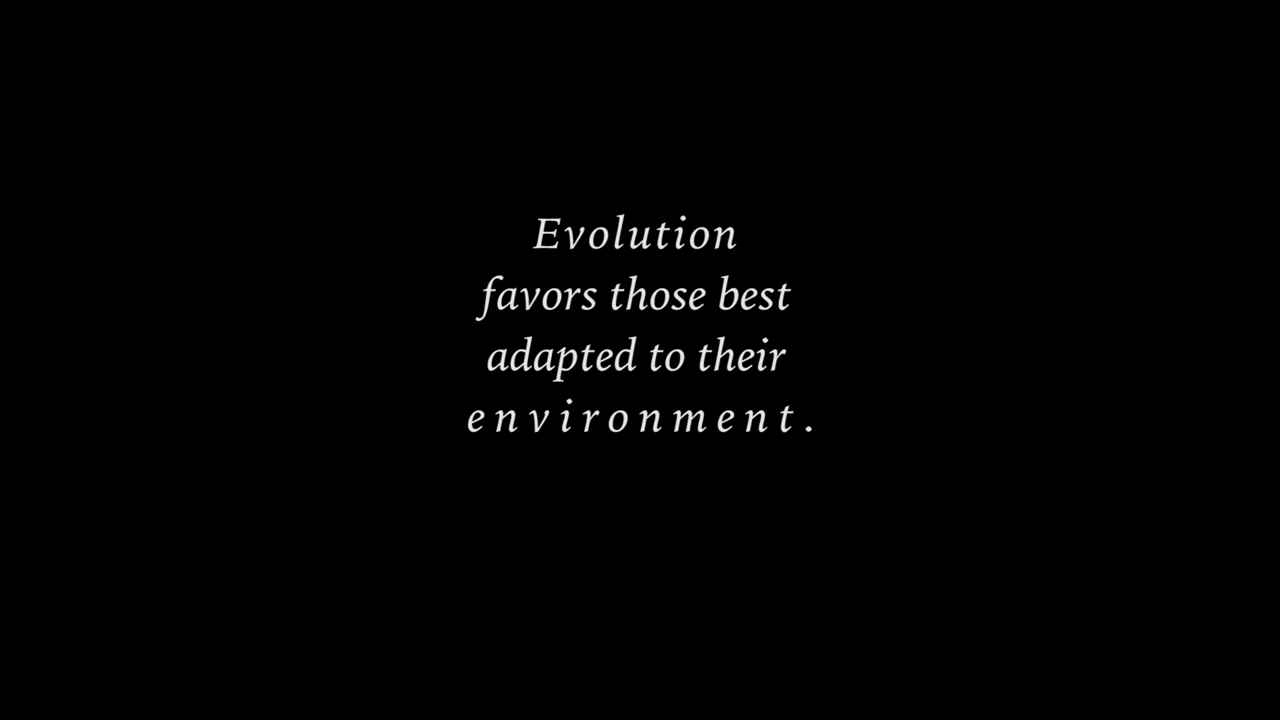 Evolution
favors those best
adapted to their
environment.